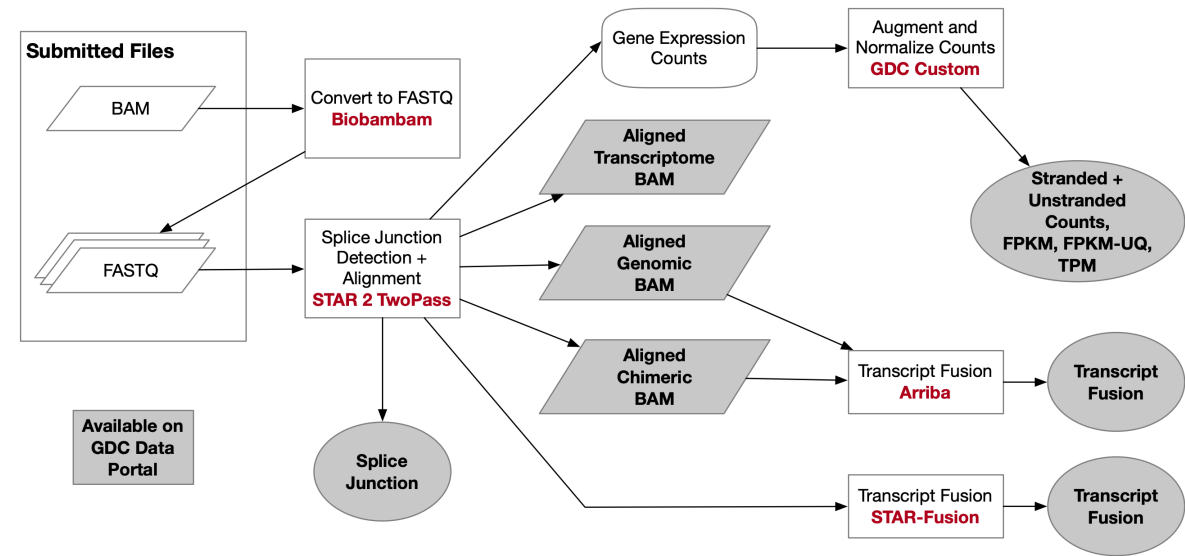 Submitted Files
BAM
FASTQ
Convert to FASTQ
Biobambam
Splice Junction
Detection +
Alignment
STAR 2 TwoPass
Gene Expression
Counts
Augment and
Normalize Counts
GDC Custom
Stranded +
Unstranded
Counts,
FPKM, FPKM-UQ,
TPM
Aligned
Transcriptome
BAM
Aligned
Genomic
BAM
Aligned
Chimeric
BAM
Transcript Fusion
Arriba
Transcript
Fusion
Transcript Fusion
STAR-Fusion
Transcript
Fusion
Splice
Junction
Available on
GDC Data
Portal